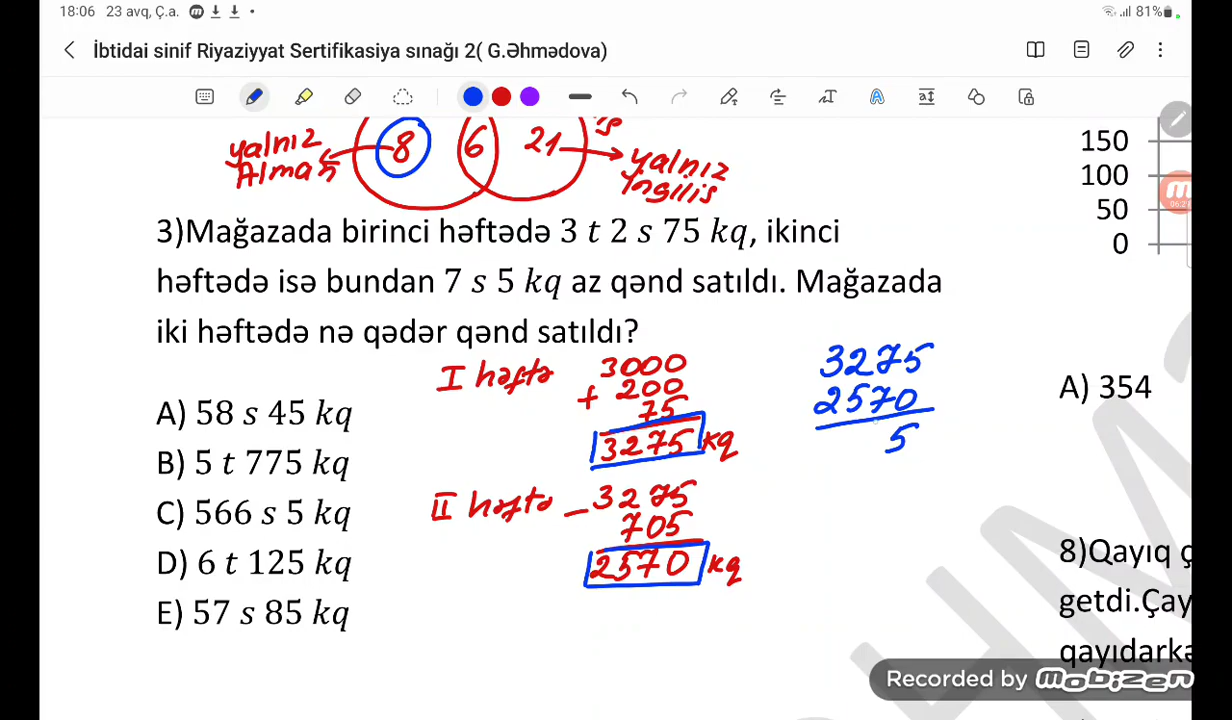 18:06 23 avq, Ç.a. 81%
İbtidai sinif Riyaziyyat Sertifikasiya sınağı 2( G.Əhmədova)
yalnız
Alman
8 6 21
yalnız
ingilis
150
100
50
0
3)Mağazada birinci həftədə 3 t 2 s 75 kq, ikinci
həftədə isə bundan 7 s 5 kq az qənd satıldı. Mağazada
iki həftədə nə qədər qənd satıldı?
A) 58 s 45 kq
B) 5 t 775 kq
C) 566 s 5 kq
D) 6 t 125 kq
E) 57 s 85 kq
I həftə
3000
+ 200
75
3275 kq
II həftə
- 3275
705
2570 kq
3275
2570
5
A) 354
8)Qayıq ç
getdi.Çay
qayıdarkə
Recorded by
mobizen